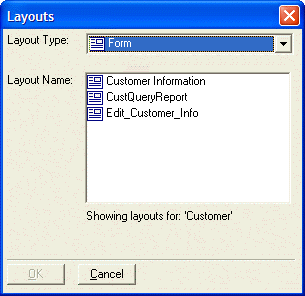 Layouts
Layout Type:
Form
Layout Name:
Customer Information
CustQueryReport
Edit_Customer_Info
Showing layouts for: 'Customer'
OK
Cancel